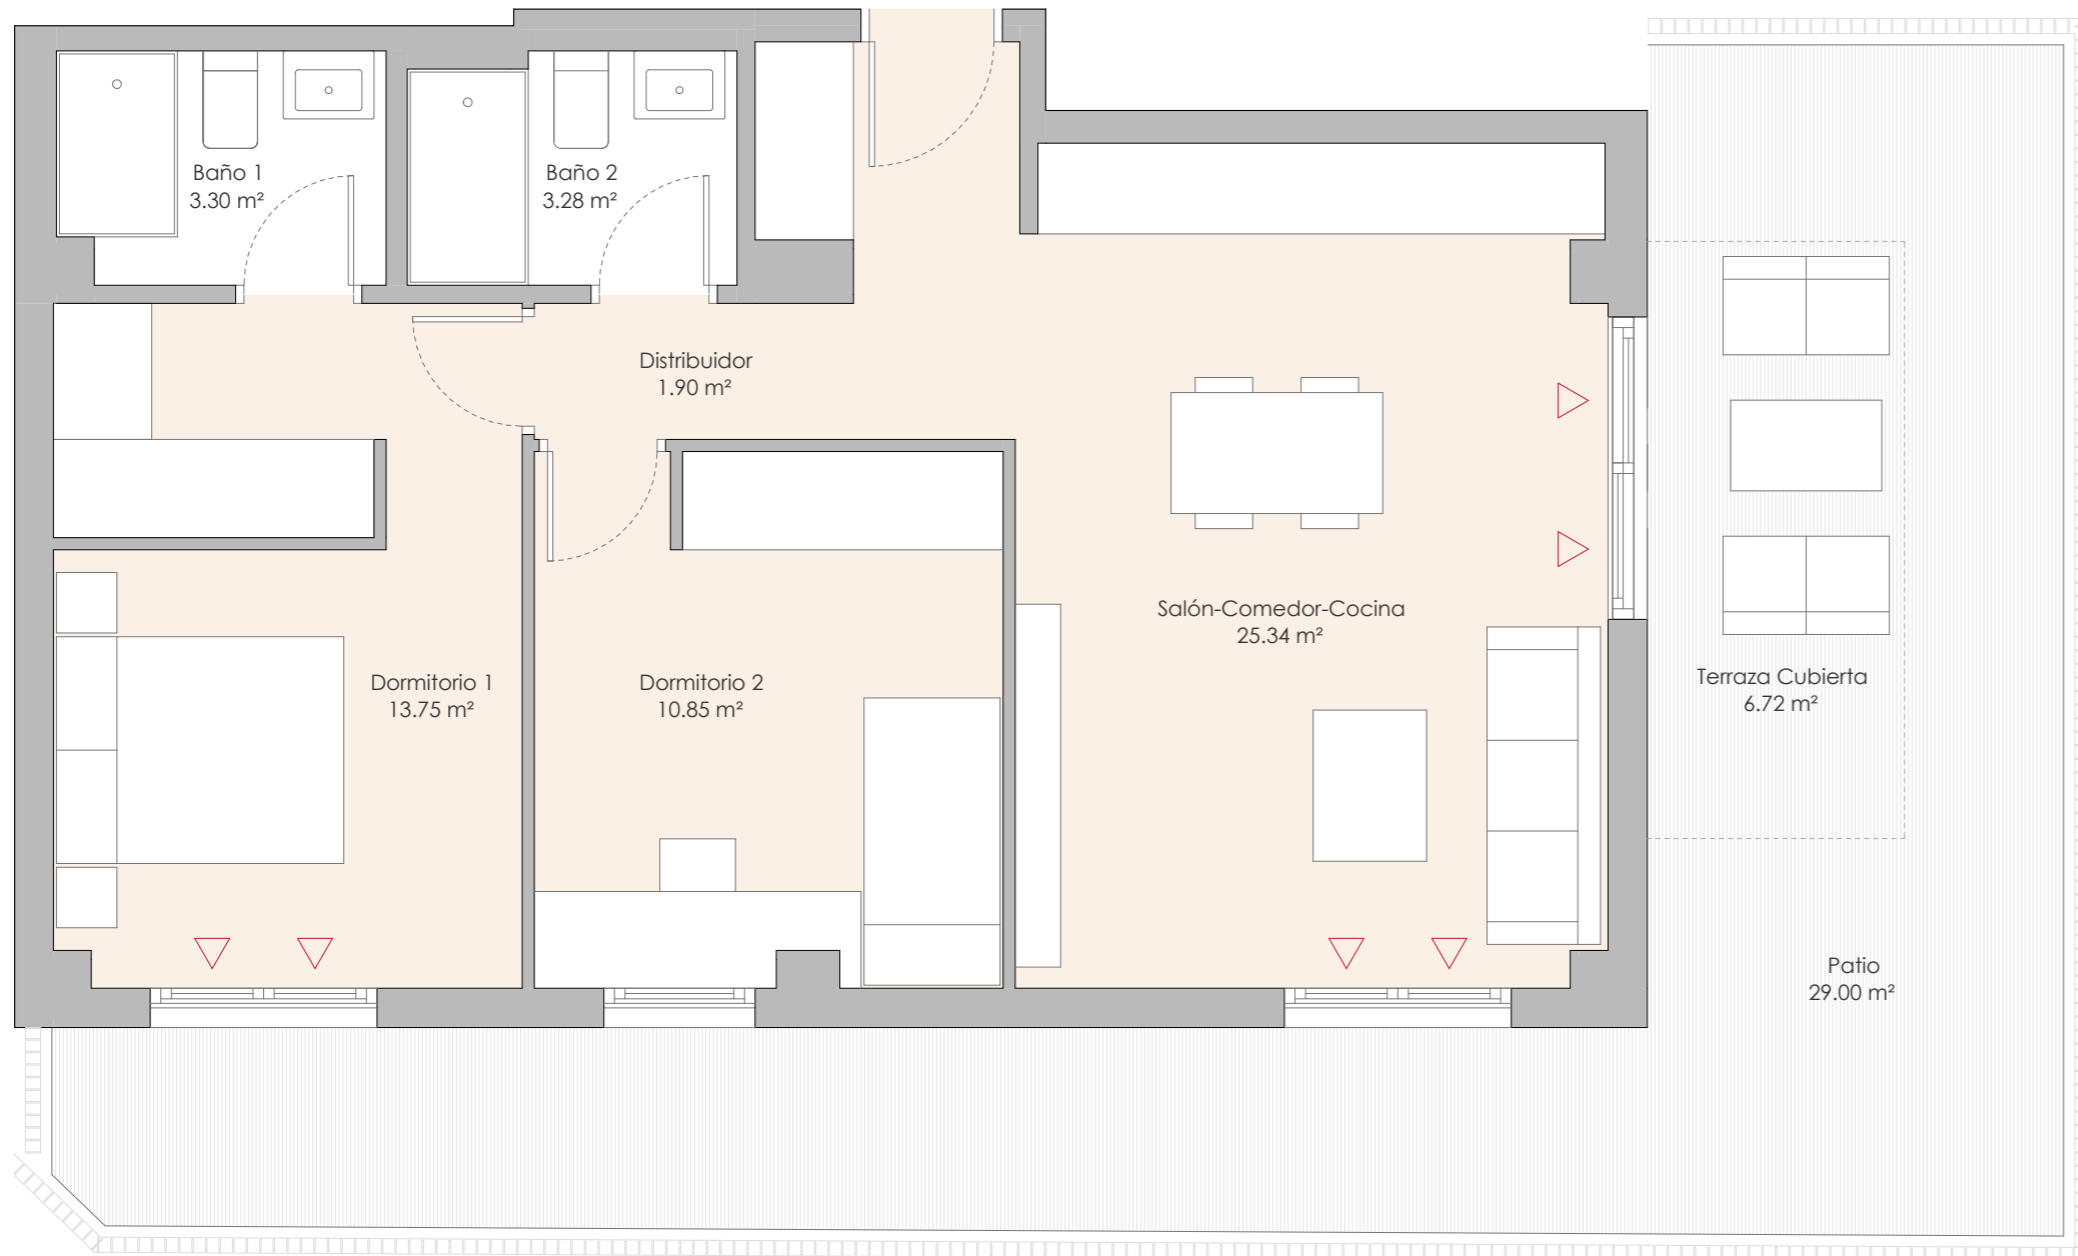 Baño 1
3.30 m²
Baño 2
3.28 m²
Distribuidor
1.90 m²
Salón-Comedor-Cocina
25.34 m²
Dormitorio 1
13.75 m²
Dormitorio 2
10.85 m²
Terraza Cubierta
6.72 m²
Patio
29.00 m²